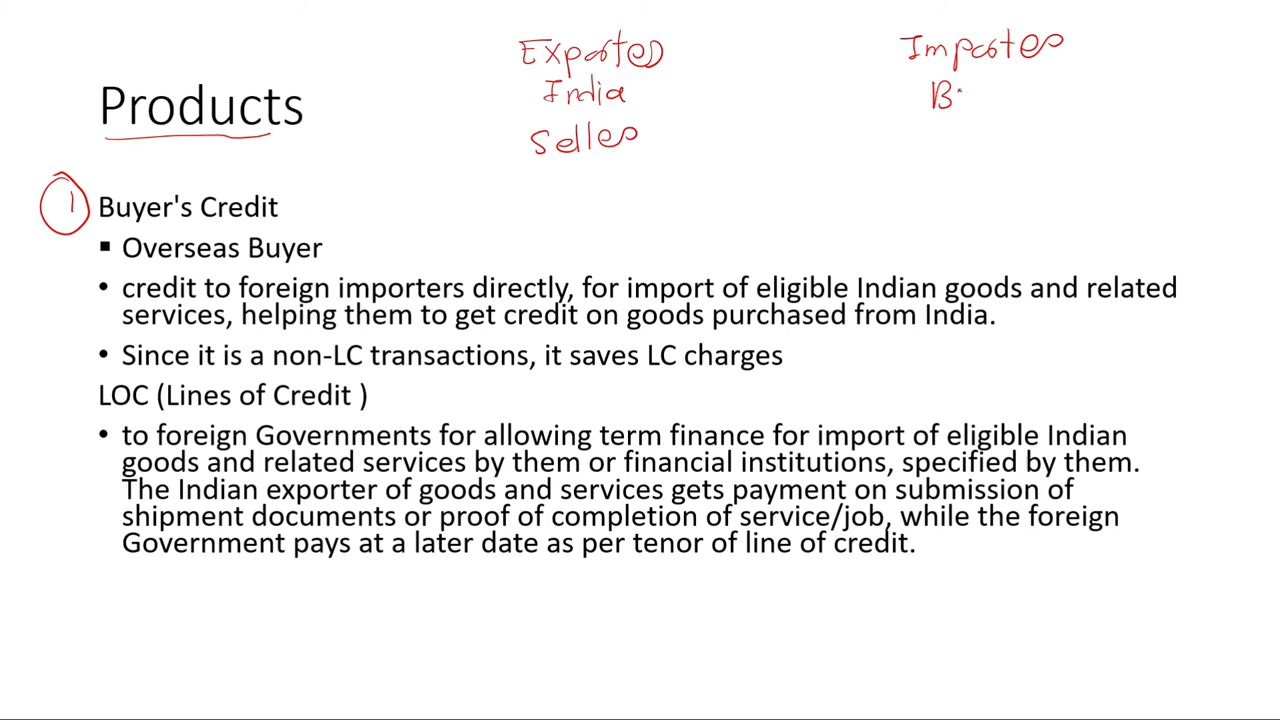 Exporter
Importer
India
B
Products
Seller
1
Buyer's Credit
▪ Overseas Buyer
• credit to foreign importers directly, for import of eligible Indian goods and related
services, helping them to get credit on goods purchased from India.
• Since it is a non-LC transactions, it saves LC charges
LOC (Lines of Credit )
• to foreign Governments for allowing term finance for import of eligible Indian
goods and related services by them or financial institutions, specified by them.
The Indian exporter of goods and services gets payment on submission of
shipment documents or proof of completion of service/job, while the foreign
Government pays at a later date as per tenor of line of credit.